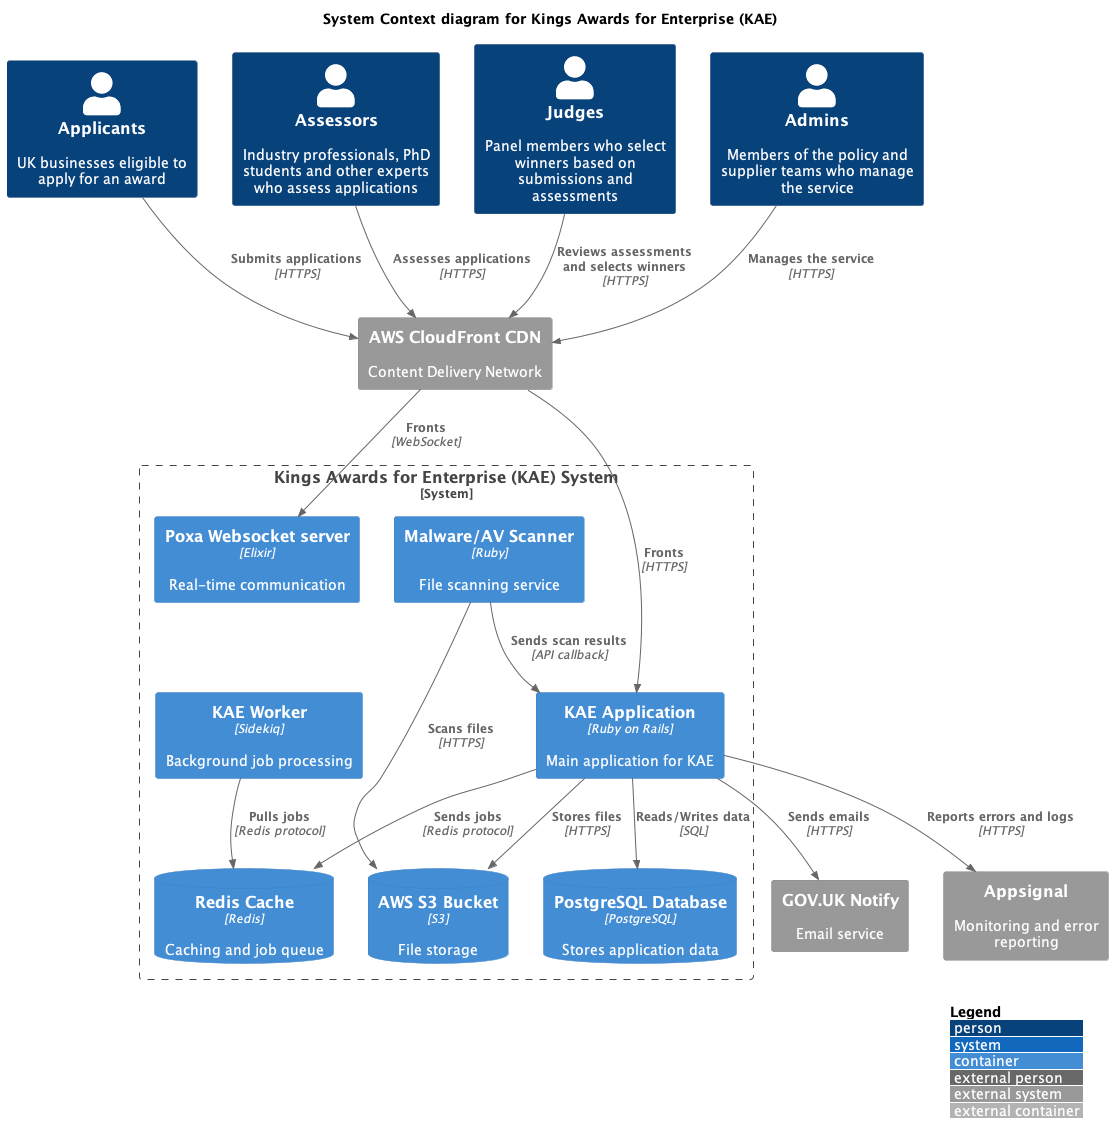 System Context diagram for Kings Awards for Enterprise (KAE)
Applicants
UK businesses eligible to
apply for an award
Assessors
Industry professionals, PhD
students and other experts
who assess applications
Judges
Panel members who select
winners based on
submissions and
assessments
Admins
Members of the policy and
supplier teams who manage
the service
Submits applications
[HTTPS]
Assesses applications
[HTTPS]
Reviews assessments
and selects winners
[HTTPS]
Manages the service
[HTTPS]
AWS CloudFront CDN
Content Delivery Network
Fronts
[WebSocket]
Kings Awards for Enterprise (KAE) System
[System]
Poxa Websocket server
[Elixir]
Real-time communication
Malware/AV Scanner
[Ruby]
File scanning service
Fronts
[HTTPS]
Sends scan results
[API callback]
KAE Worker
[Sidekiq]
Background job processing
Scans files
[HTTPS]
KAE Application
[Ruby on Rails]
Main application for KAE
Pulls jobs
[Redis protocol]
Sends jobs
[Redis protocol]
Stores files
[HTTPS]
Reads/Writes data
[SQL]
Sends emails
[HTTPS]
Reports errors and logs
[HTTPS]
Redis Cache
[Redis]
Caching and job queue
AWS S3 Bucket
[S3]
File storage
PostgreSQL Database
[PostgreSQL]
Stores application data
GOV.UK Notify
Email service
Appsignal
Monitoring and error
reporting
Legend
person
system
container
external person
external system
external container